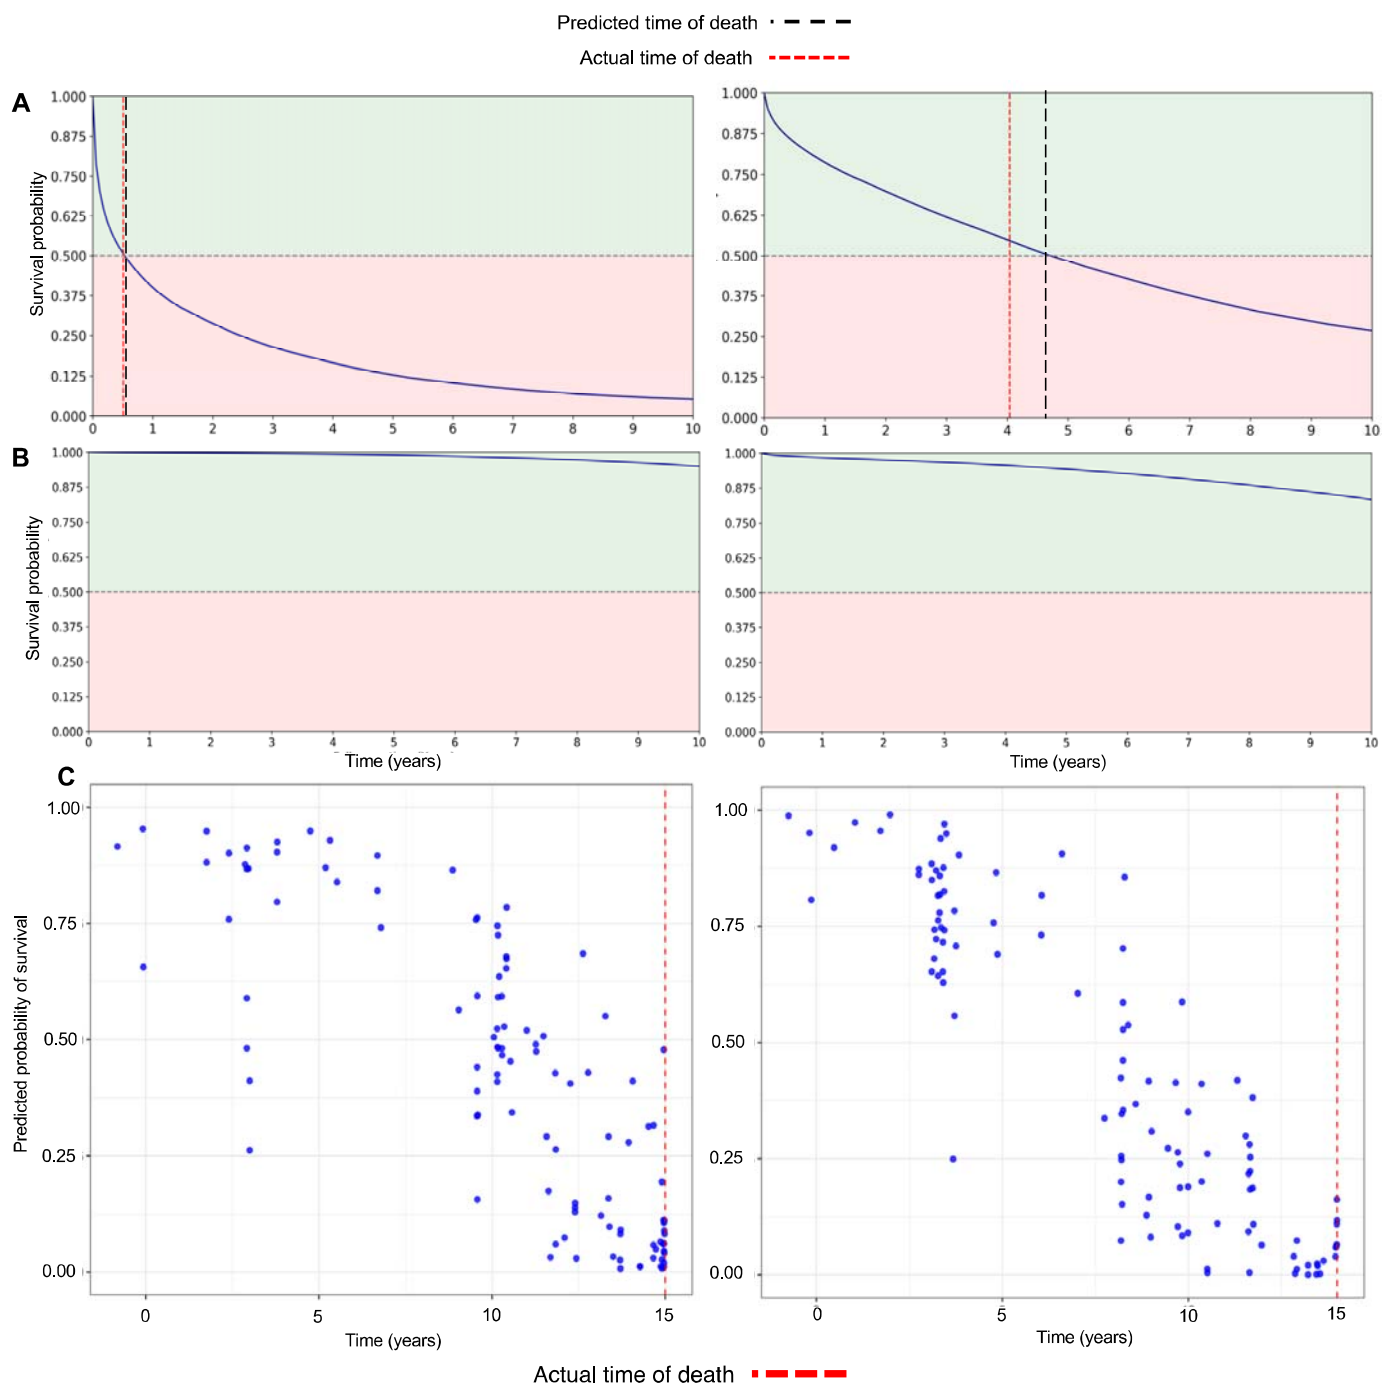 Predicted time of death
Actual time of death
A
Survival probability
1.000
0.875
0.750
0.625
0.500
0.375
0.250
0.125
0.000
0 1 2 3 4 5 6 7 8 9 10
1.000
0.875
0.750
0.625
0.500
0.375
0.250
0.125
0.000
0 1 2 3 4 5 6 7 8 9 10
B
Survival probability
1.000
0.875
0.750
0.625
0.500
0.375
0.250
0.125
0.000
0 1 2 3 4 5 6 7 8 9 10
Time (years)
1.000
0.875
0.750
0.625
0.500
0.375
0.250
0.125
0.000
0 1 2 3 4 5 6 7 8 9 10
Time (years)
C
Predicted probability of survival
1.00
0.75
0.50
0.25
0.00
0 5 10 15
Time (years)
1.00
0.75
0.50
0.25
0.00
0 5 10 15
Time (years)
Actual time of death